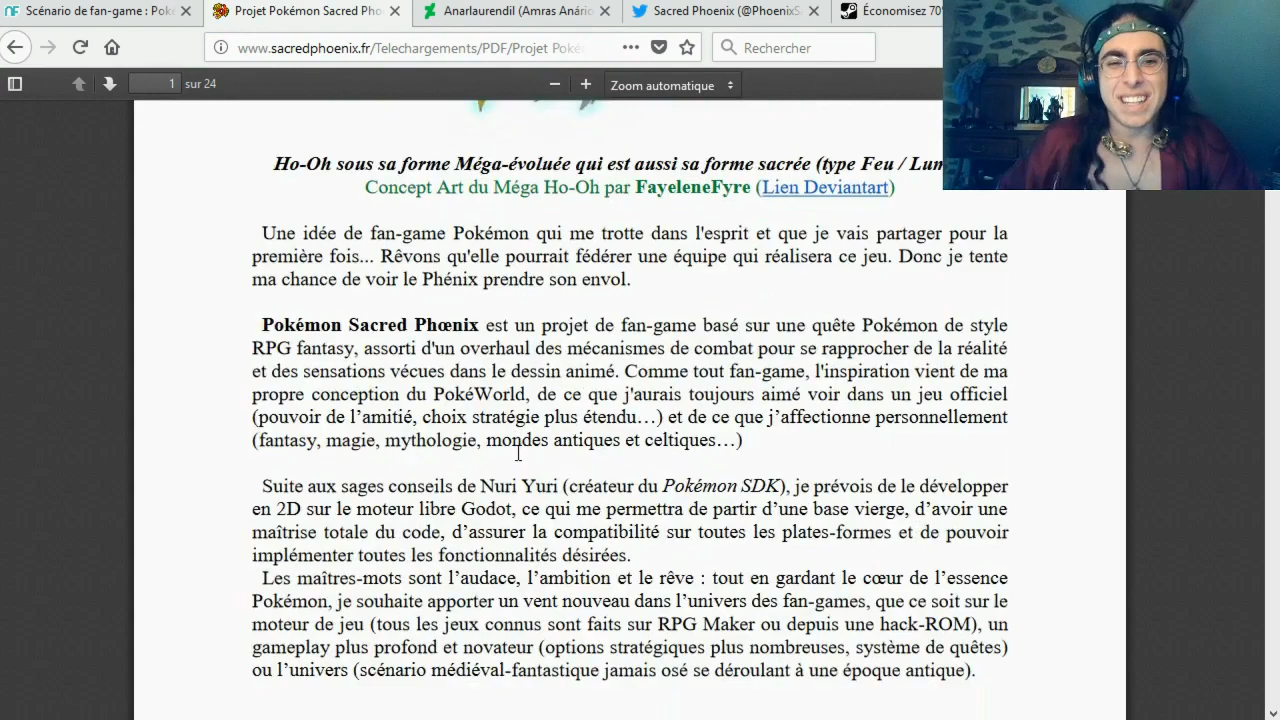 Scénario de fan-game : Pok
Projet Pokémon Sacred Pho
Anarlaurendil (Amras Anário
Sacred Phoenix (@PhoenixS
Économisez 70%
www.sacredphoenix.fr/Telechargements/PDF/Projet Poké
Rechercher
1 sur 24
Zoom automatique
Ho-Oh sous sa forme Méga-évoluée qui est aussi sa forme sacrée (type Feu / Lum
Concept Art du Méga Ho-Oh par FayeleneFyre (Lien Deviantart)
Une idée de fan-game Pokémon qui me trotte dans l'esprit et que je vais partager pour la
première fois... Rêvons qu'elle pourrait fédérer une équipe qui réalisera ce jeu. Donc je tente
ma chance de voir le Phénix prendre son envol.
Pokémon Sacred Phœnix est un projet de fan-game basé sur une quête Pokémon de style
RPG fantasy, assorti d'un overhaul des mécanismes de combat pour se rapprocher de la réalité
et des sensations vécues dans le dessin animé. Comme tout fan-game, l'inspiration vient de ma
propre conception du PokéWorld, de ce que j'aurais toujours aimé voir dans un jeu officiel
(pouvoir de l'amitié, choix stratégie plus étendu…) et de ce que j’affectionne personnellement
(fantasy, magie, mythologie, mondes antiques et celtiques…)
Suite aux sages conseils de Nuri Yuri (créateur du Pokémon SDK), je prévois de le développer
en 2D sur le moteur libre Godot, ce qui me permettra de partir d’une base vierge, d’avoir une
maîtrise totale du code, d’assurer la compatibilité sur toutes les plates-formes et de pouvoir
implémenter toutes les fonctionnalités désirées.
Les maîtres-mots sont l’audace, l’ambition et le rêve : tout en gardant le cœur de l’essence
Pokémon, je souhaite apporter un vent nouveau dans l’univers des fan-games, que ce soit sur le
moteur de jeu (tous les jeux connus sont faits sur RPG Maker ou depuis une hack-ROM), un
gameplay plus profond et novateur (options stratégiques plus nombreuses, système de quêtes)
ou l’univers (scénario médiéval-fantastique jamais osé se déroulant à une époque antique).